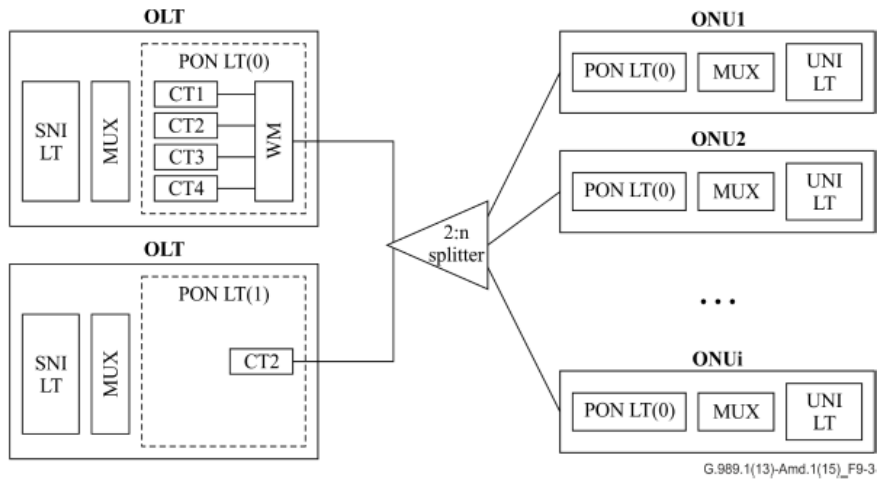 OLT
PON LT(0)
SNI
LT
MUX
CT1
CT2
CT3
CT4
WM
OLT
PON LT(1)
SNI
LT
MUX
CT2
2:n
splitter
ONU1
PON LT(0)
MUX
UNI
LT
ONU2
PON LT(0)
MUX
UNI
LT
...
ONUi
PON LT(0)
MUX
UNI
LT
G.989.1(13)-Amd.1(15)_F9-3